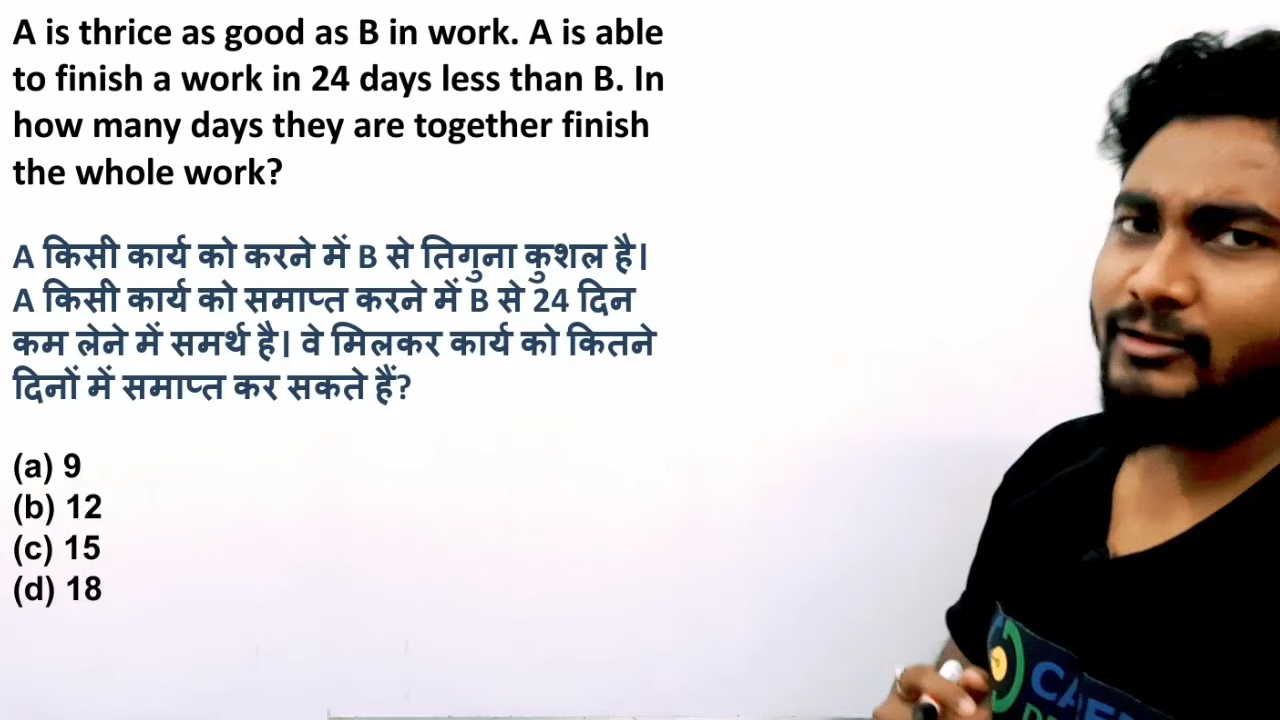 A is thrice as good as B in work. A is able
to finish a work in 24 days less than B. In
how many days they are together finish
the whole work?
A किसी कार्य को करने में B से तिगुना कुशल है।
A किसी कार्य को समाप्त करने में B से 24 दिन
कम लेने में समर्थ है। वे मिलकर कार्य को कितने
दिनों में समाप्त कर सकते हैं?
(a) 9
(b) 12
(c) 15
(d) 18